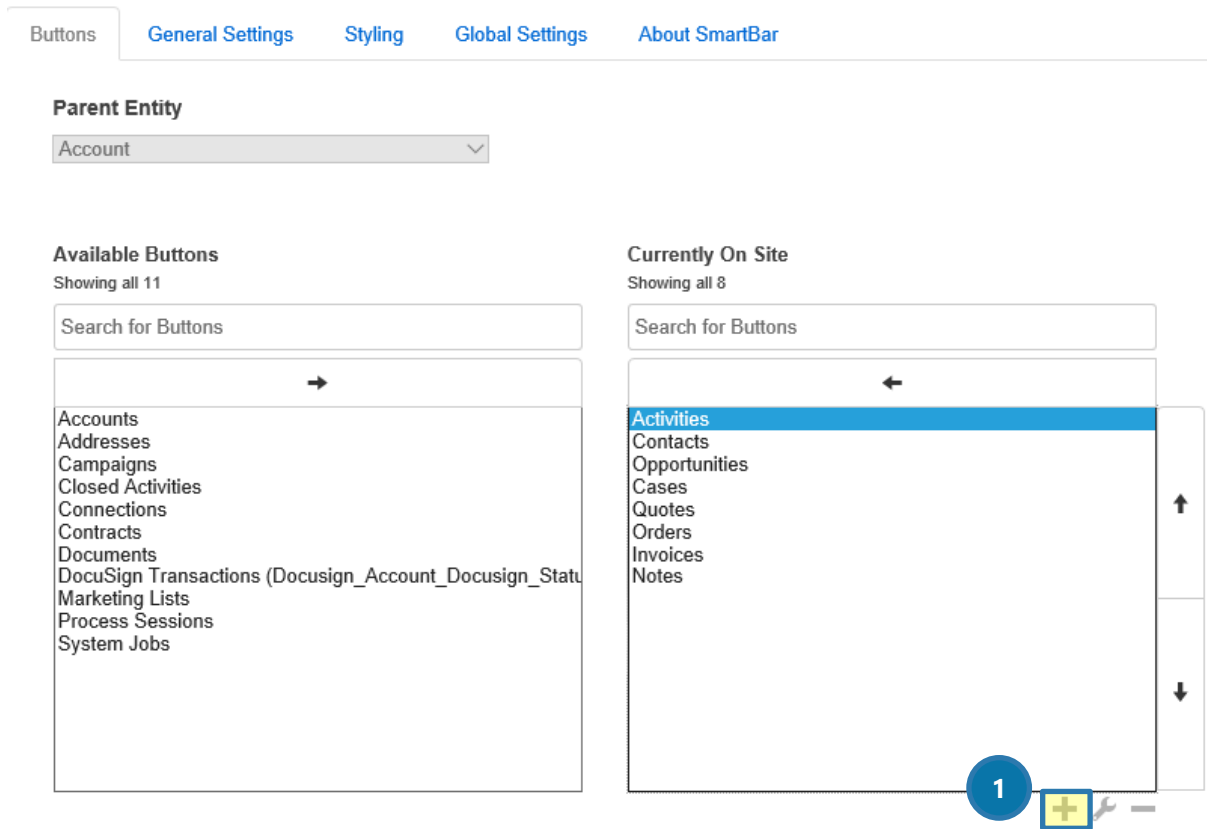 Buttons General Settings Styling Global Settings About SmartBar
Parent Entity
Account
Available Buttons
Showing all 11
Search for Buttons
Accounts
Addresses
Campaigns
Closed Activities
Connections
Contracts
Documents
DocuSign Transactions (Docusign_Account_Docusign_Statu
Marketing Lists
Process Sessions
System Jobs
Currently On Site
Showing all 8
Search for Buttons
Activities
Contacts
Opportunities
Cases
Quotes
Orders
Invoices
Notes
1